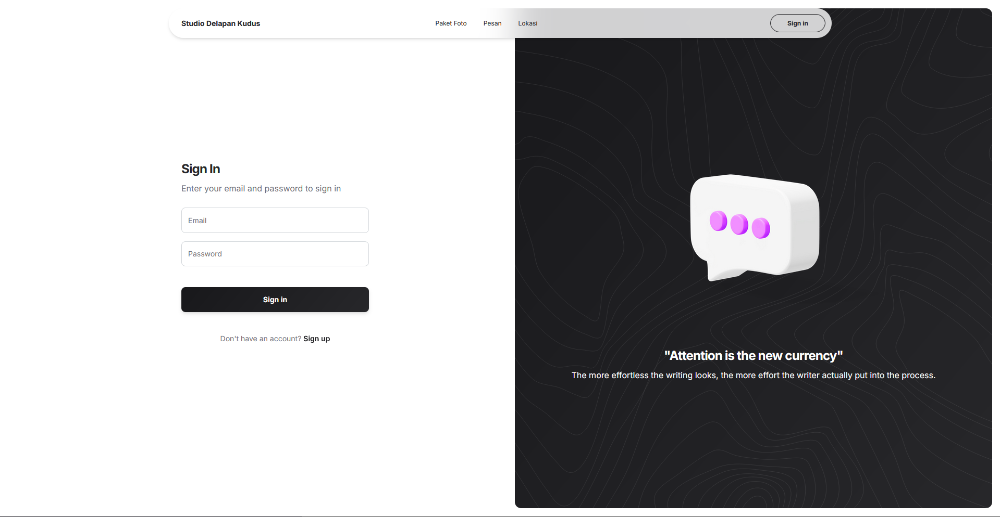 Studio Delapan Kudus
Paket Foto
Pesan
Lokasi
Sign in
Sign In
Enter your email and password to sign in
Email
Password
Sign in
Don't have an account? Sign up
"Attention is the new currency"
The more effortless the writing looks, the more effort the writer actually put into the process.